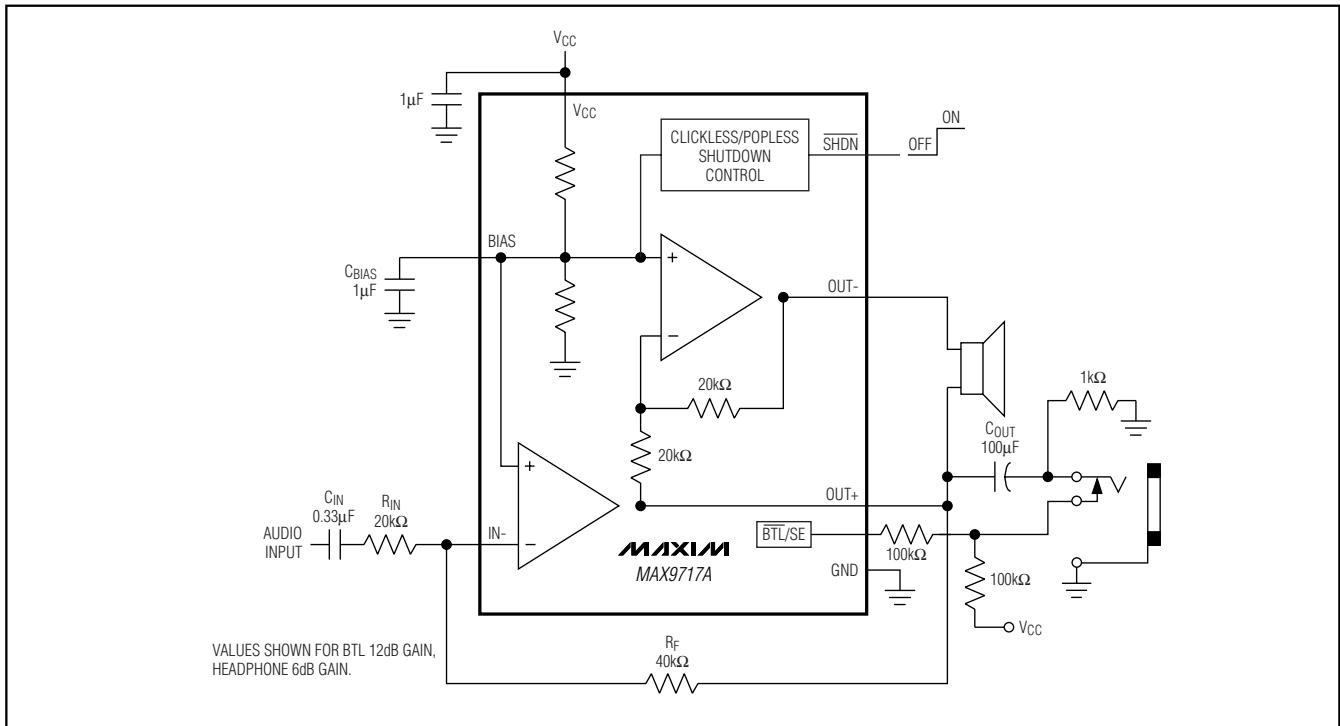 VCC
1µF
VCC
CLICKLESS/POPLESS
SHUTDOWN
CONTROL
SHDN
OFF
ON
BIAS
CBIAS
1µF
+
−
OUT-
20kΩ
20kΩ
1kΩ
COUT
100µF
+
−
OUT+
CIN
0.33µF
RIN
20kΩ
AUDIO
INPUT
IN-
MAXIM
MAX9717A
BTL/SE
100kΩ
GND
100kΩ
VCC
VALUES SHOWN FOR BTL 12dB GAIN,
HEADPHONE 6dB GAIN.
RF
40kΩ